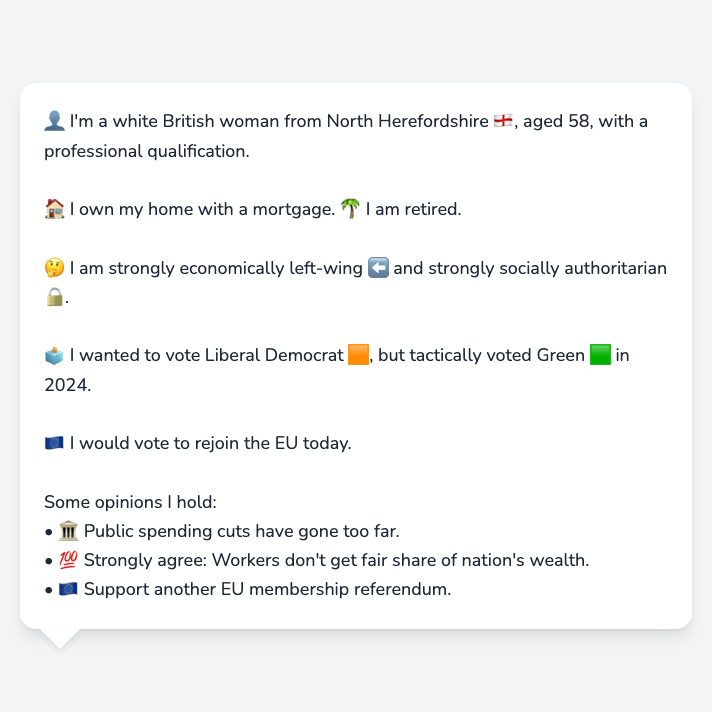 👤 I'm a white British woman from North Herefordshire 🏴󠁧󠁢󠁥󠁮󠁧󠁿, aged 58, with a
professional qualification.
🏠 I own my home with a mortgage. 🌴 I am retired.
🤔 I am strongly economically left-wing ⬅️ and strongly socially authoritarian
🔒.
🗳️ I wanted to vote Liberal Democrat 🟧, but tactically voted Green 🟩 in
2024.
🇪🇺 I would vote to rejoin the EU today.
Some opinions I hold:
• 🏛️ Public spending cuts have gone too far.
• 💯 Strongly agree: Workers don't get fair share of nation's wealth.
• 🇪🇺 Support another EU membership referendum.